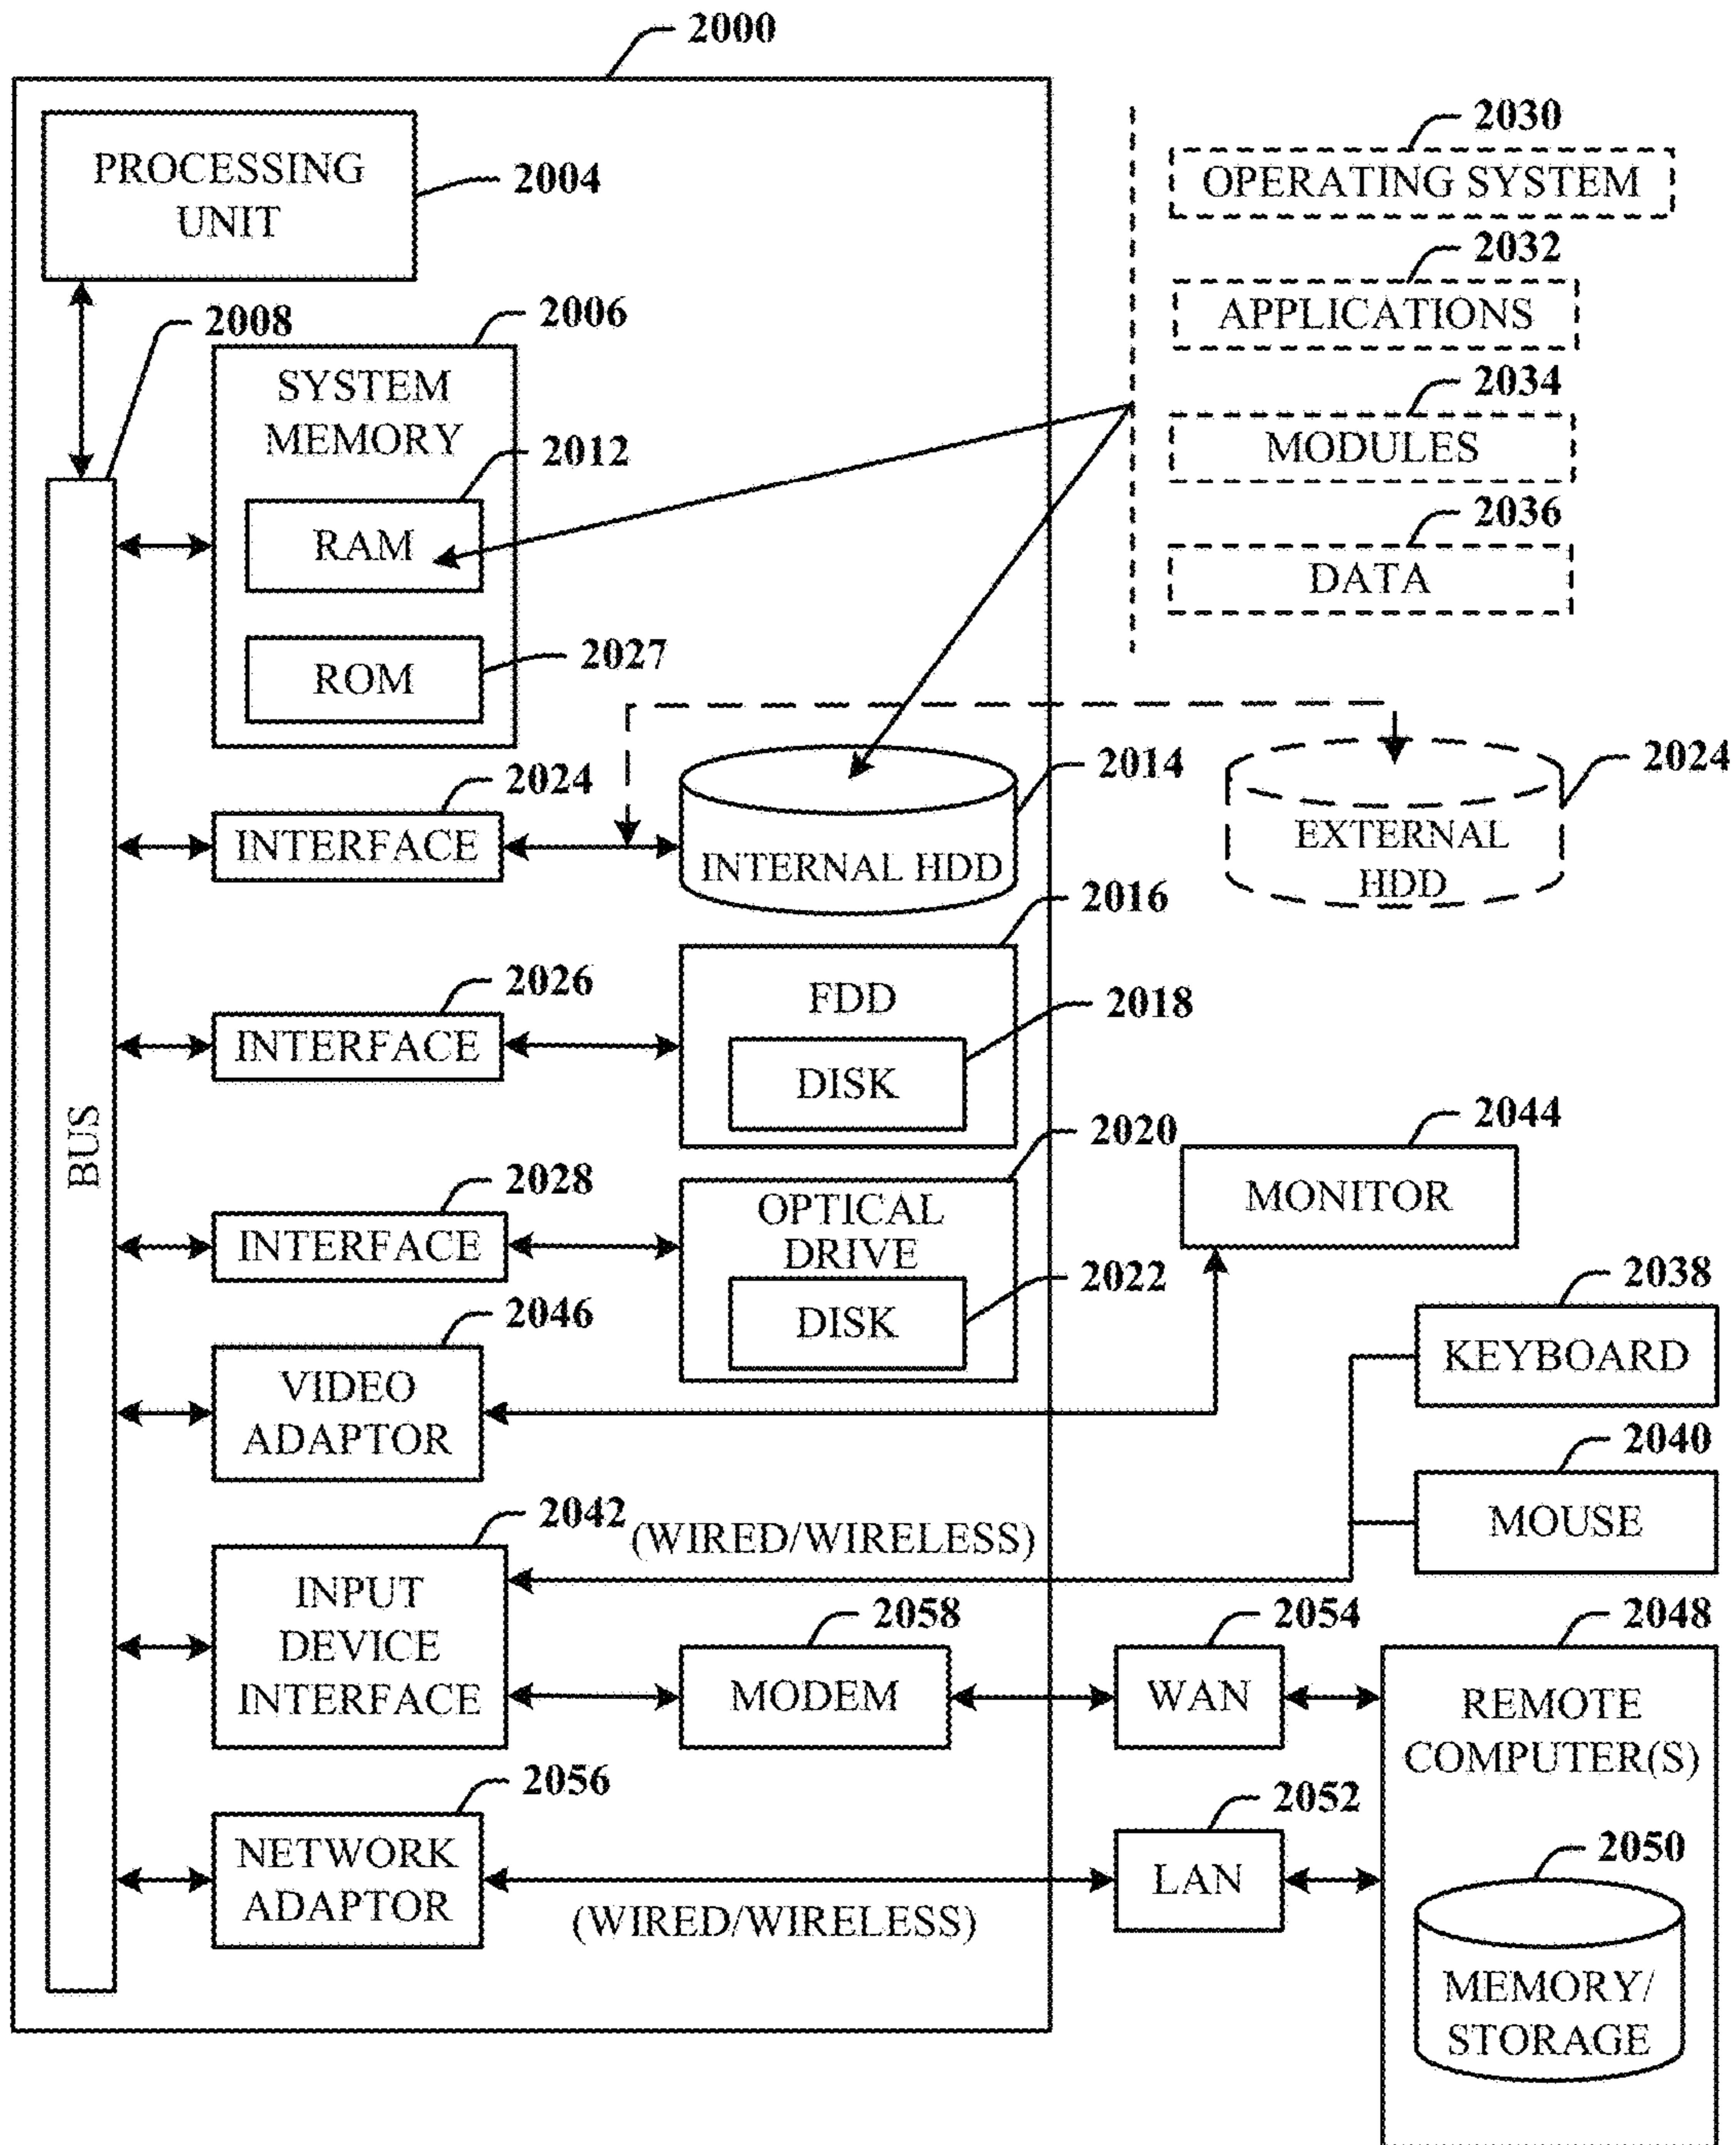 2000
PROCESSING
UNIT
2004
2030
OPERATING SYSTEM
2032
APPLICATIONS
2034
MODULES
2036
DATA
2008
2006
SYSTEM
MEMORY
2012
RAM
2027
ROM
2024
INTERFACE
2014
INTERNAL HDD
2024
EXTERNAL
HDD
2016
FDD
2018
DISK
2026
INTERFACE
BUS
2020
OPTICAL
DRIVE
2022
DISK
2028
INTERFACE
2044
MONITOR
2046
VIDEO
ADAPTOR
2038
KEYBOARD
2040
MOUSE
2042
(WIRED/WIRELESS)
INPUT
DEVICE
INTERFACE
2058
MODEM
2054
WAN
2048
REMOTE
COMPUTER(S)
2056
NETWORK
ADAPTOR
(WIRED/WIRELESS)
2052
LAN
2050
MEMORY/
STORAGE